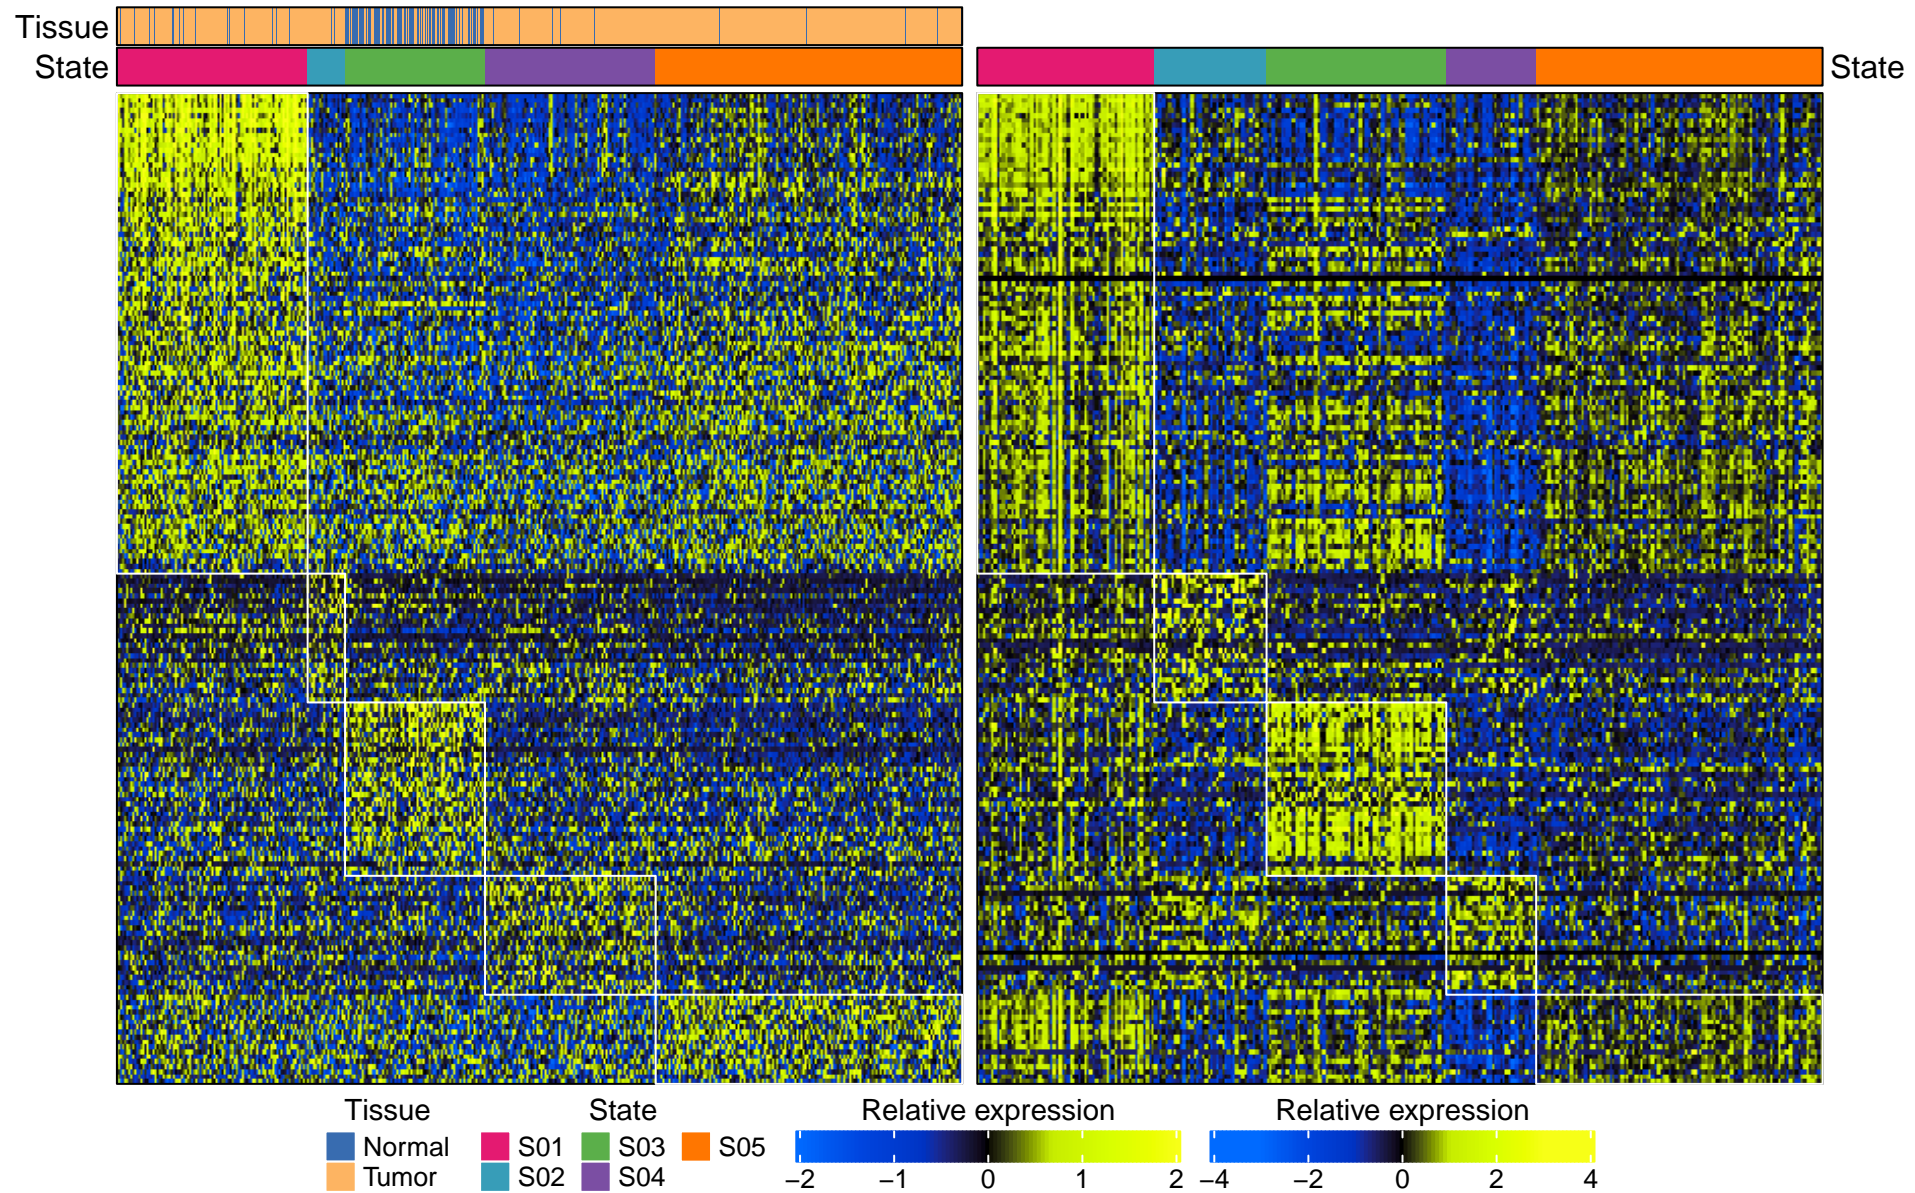 Tissue
State
State
Tissue State Relative expression Relative expression
Normal S01 S03 S05
Tumor S02 S04
−2 −1 0 1 2 −4 −2 0 2 4